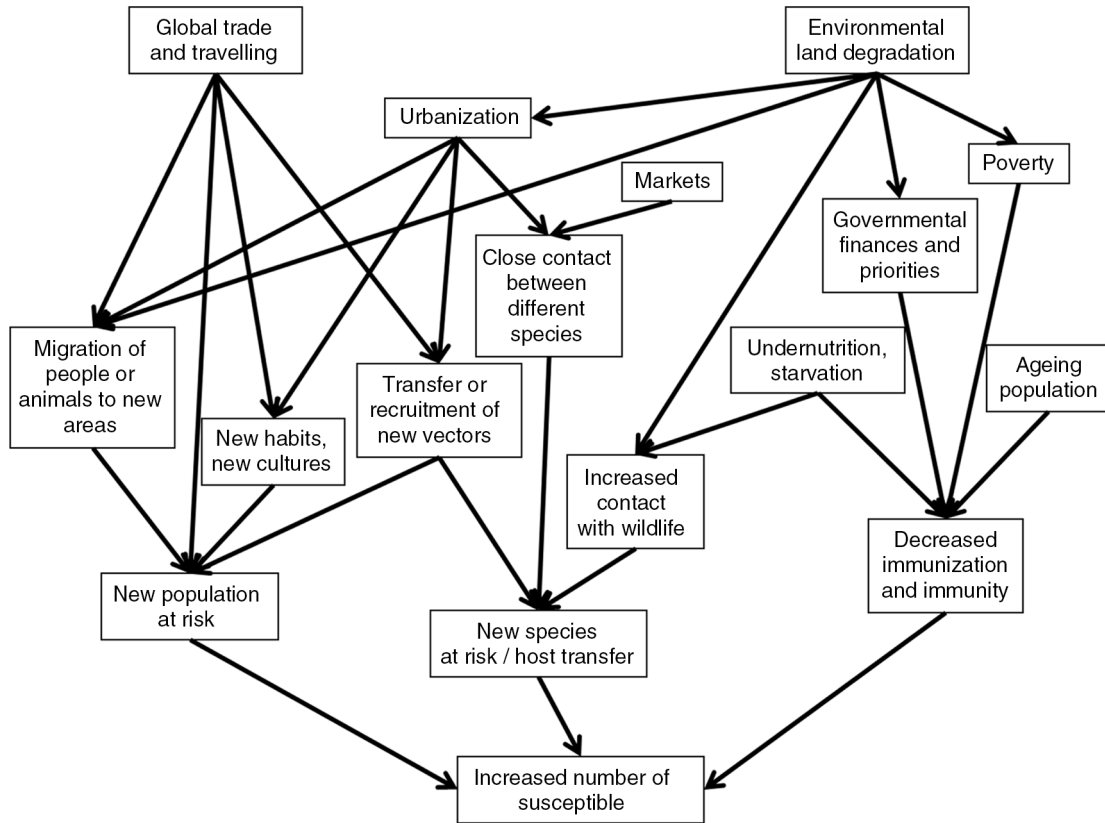 Global trade
and travelling
Environmental
land degradation
Urbanization
Poverty
Markets
Governmental
finances and
priorities
Close contact
between
different
species
Migration of
people or
animals to new
areas
Undernutrition,
starvation
Ageing
population
Transfer or
recruitment of
new vectors
New habits,
new cultures
Increased
contact
with wildlife
Decreased
immunization
and immunity
New population
at risk
New species
at risk / host transfer
Increased number of
susceptible